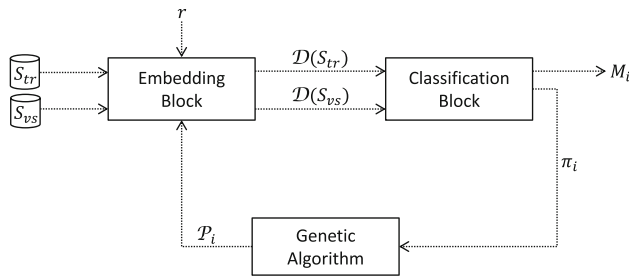 r
S_tr
S_vs
Embedding
Block
𝒟(S_tr)
𝒟(S_vs)
Classification
Block
M_i
π_i
𝒫_i
Genetic
Algorithm